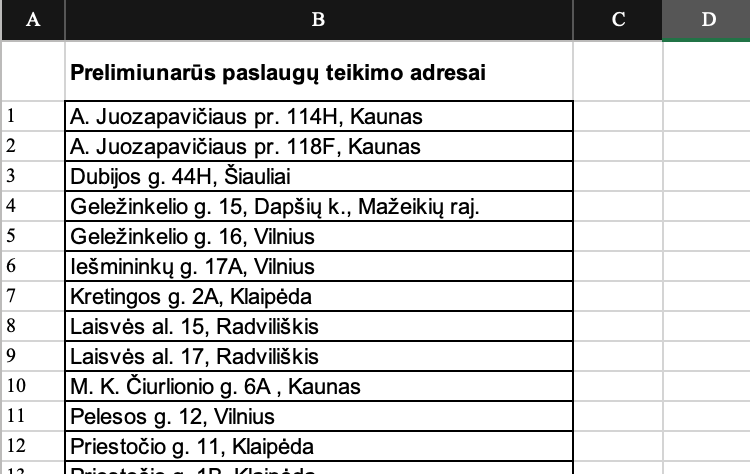 A B C D
Prelimiunarūs paslaugų teikimo adresai
1 A. Juozapavičiaus pr. 114H, Kaunas
2 A. Juozapavičiaus pr. 118F, Kaunas
3 Dubijos g. 44H, Šiauliai
4 Geležinkelio g. 15, Dapšių k., Mažeikių raj.
5 Geležinkelio g. 16, Vilnius
6 Iešmininkų g. 17A, Vilnius
7 Kretingos g. 2A, Klaipėda
8 Laisvės al. 15, Radviliškis
9 Laisvės al. 17, Radviliškis
10 M. K. Čiurlionio g. 6A , Kaunas
11 Pelesos g. 12, Vilnius
12 Priestočio g. 11, Klaipėda
13 Priestočio g. 1B, Klaipėda